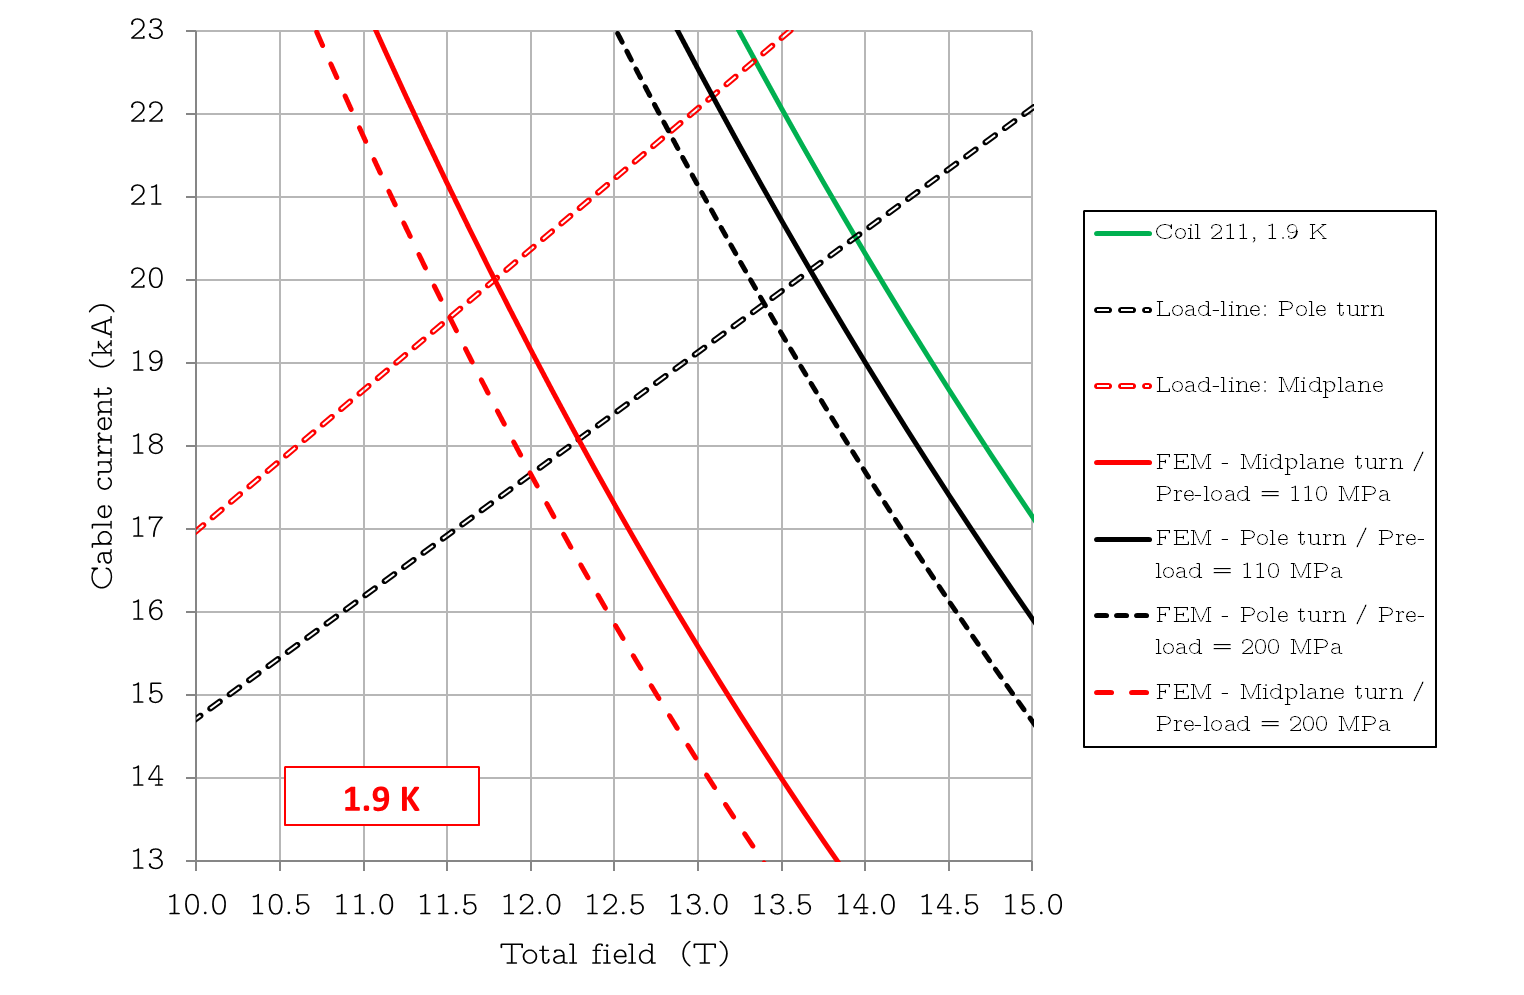 23
22
21
20
19
18
17
16
15
14
13
Cable current (kA)
1.9 K
10.0 10.5 11.0 11.5 12.0 12.5 13.0 13.5 14.0 14.5 15.0
Total field (T)
Coil 211, 1.9 K
Load-line: Pole turn
Load-line: Midplane
FEM - Midplane turn /
Pre-load = 110 MPa
FEM - Pole turn / Pre-
load = 110 MPa
FEM - Pole turn / Pre-
load = 200 MPa
FEM - Midplane turn /
Pre-load = 200 MPa